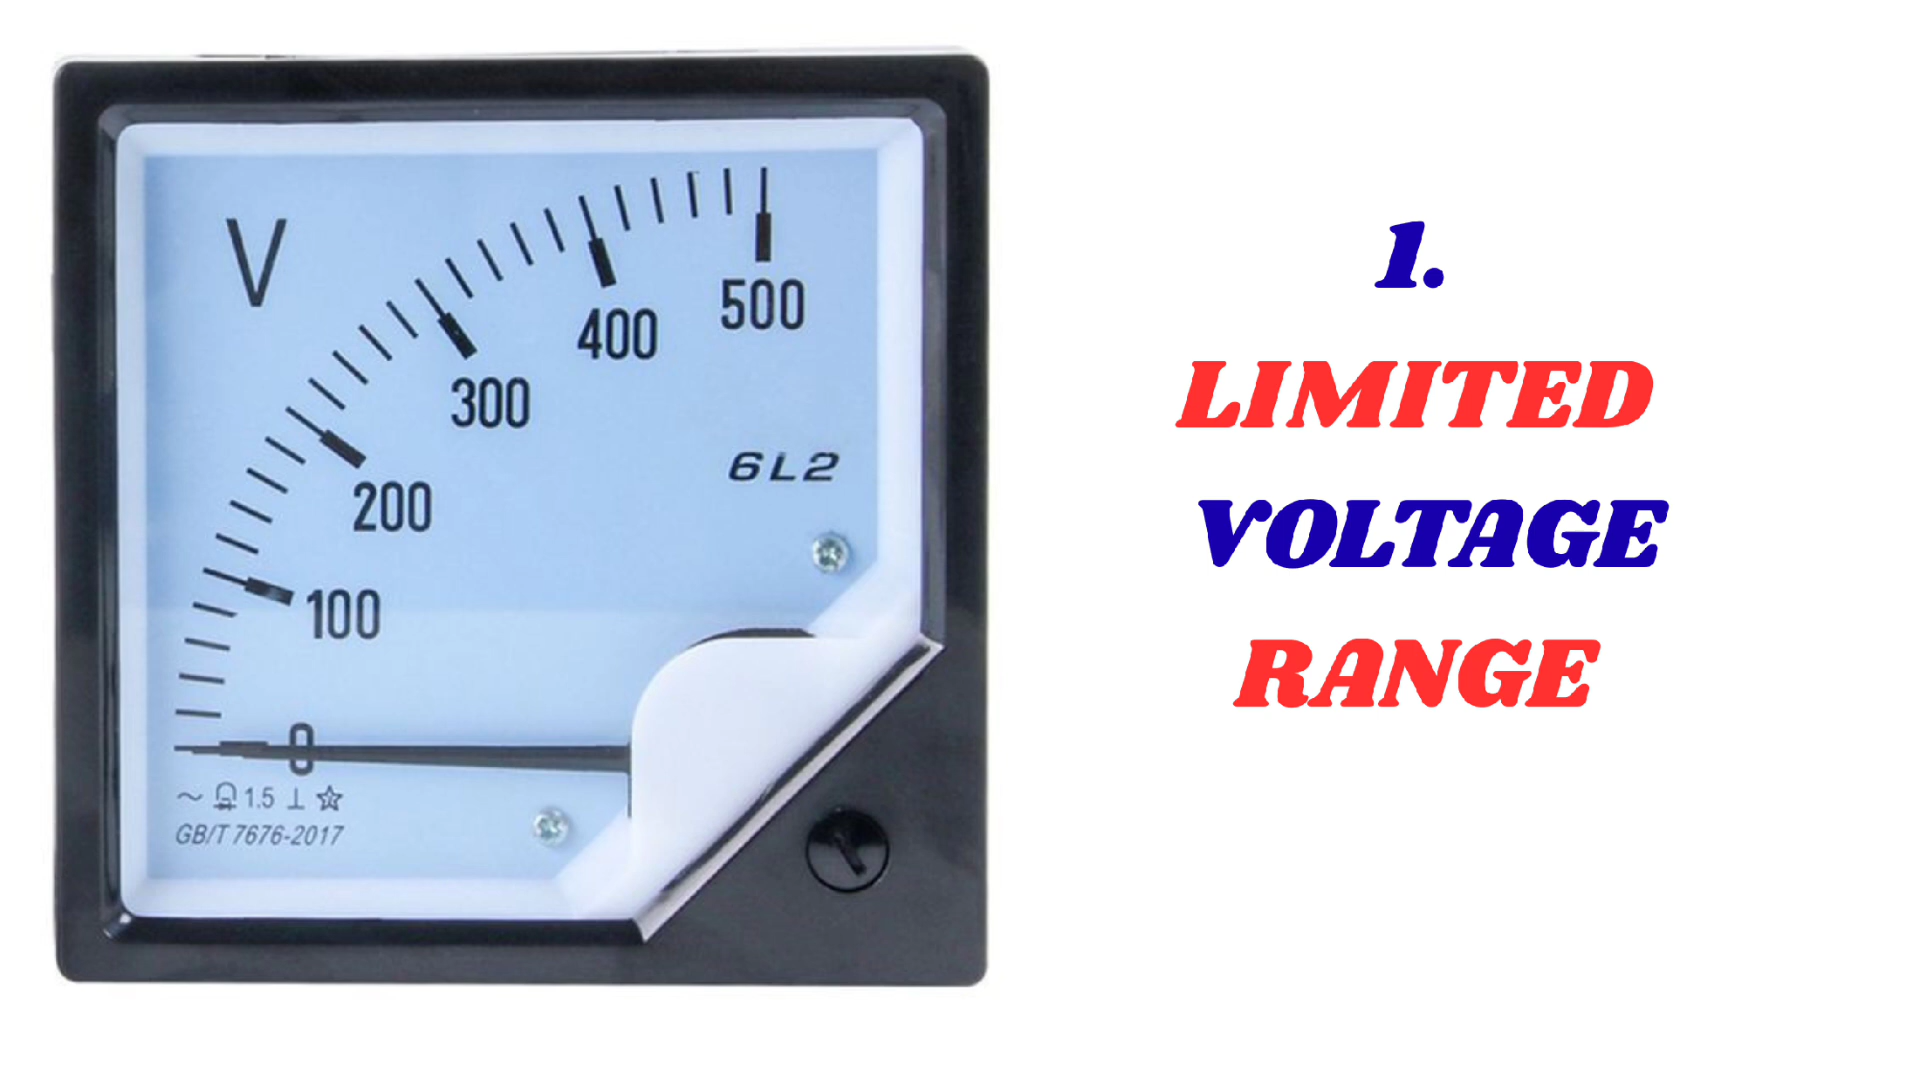 V
500
400
300
200
100
0
6L2
~ 1.5 ⊥ ☆
GB/T 7676-2017
1.
LIMITED
VOLTAGE
RANGE